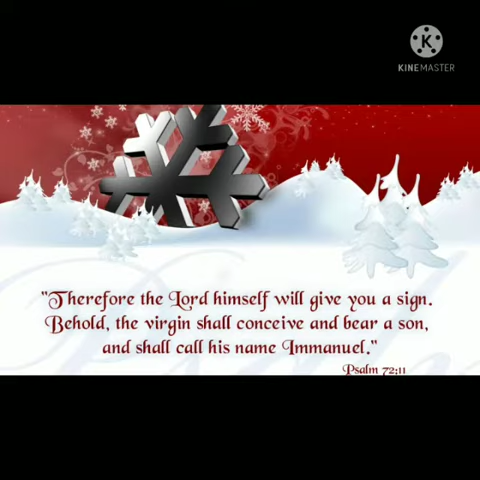 KINEMASTER
"Therefore the Lord himself will give you a sign.
Behold, the virgin shall conceive and bear a son,
and shall call his name Immanuel."
Psalm 72:11